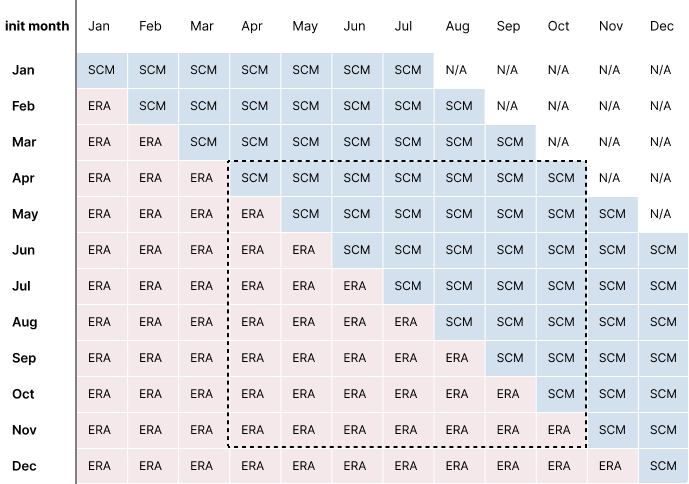 init month Jan Feb Mar Apr May Jun Jul Aug Sep Oct Nov Dec
Jan SCM SCM SCM SCM SCM SCM SCM N/A N/A N/A N/A N/A
Feb ERA SCM SCM SCM SCM SCM SCM SCM N/A N/A N/A N/A
Mar ERA ERA SCM SCM SCM SCM SCM SCM SCM N/A N/A N/A
Apr ERA ERA ERA SCM SCM SCM SCM SCM SCM SCM N/A N/A
May ERA ERA ERA ERA SCM SCM SCM SCM SCM SCM SCM N/A
Jun ERA ERA ERA ERA ERA SCM SCM SCM SCM SCM SCM SCM
Jul ERA ERA ERA ERA ERA ERA SCM SCM SCM SCM SCM SCM
Aug ERA ERA ERA ERA ERA ERA ERA SCM SCM SCM SCM SCM
Sep ERA ERA ERA ERA ERA ERA ERA ERA SCM SCM SCM SCM
Oct ERA ERA ERA ERA ERA ERA ERA ERA ERA SCM SCM SCM
Nov ERA ERA ERA ERA ERA ERA ERA ERA ERA ERA SCM SCM
Dec ERA ERA ERA ERA ERA ERA ERA ERA ERA ERA ERA SCM